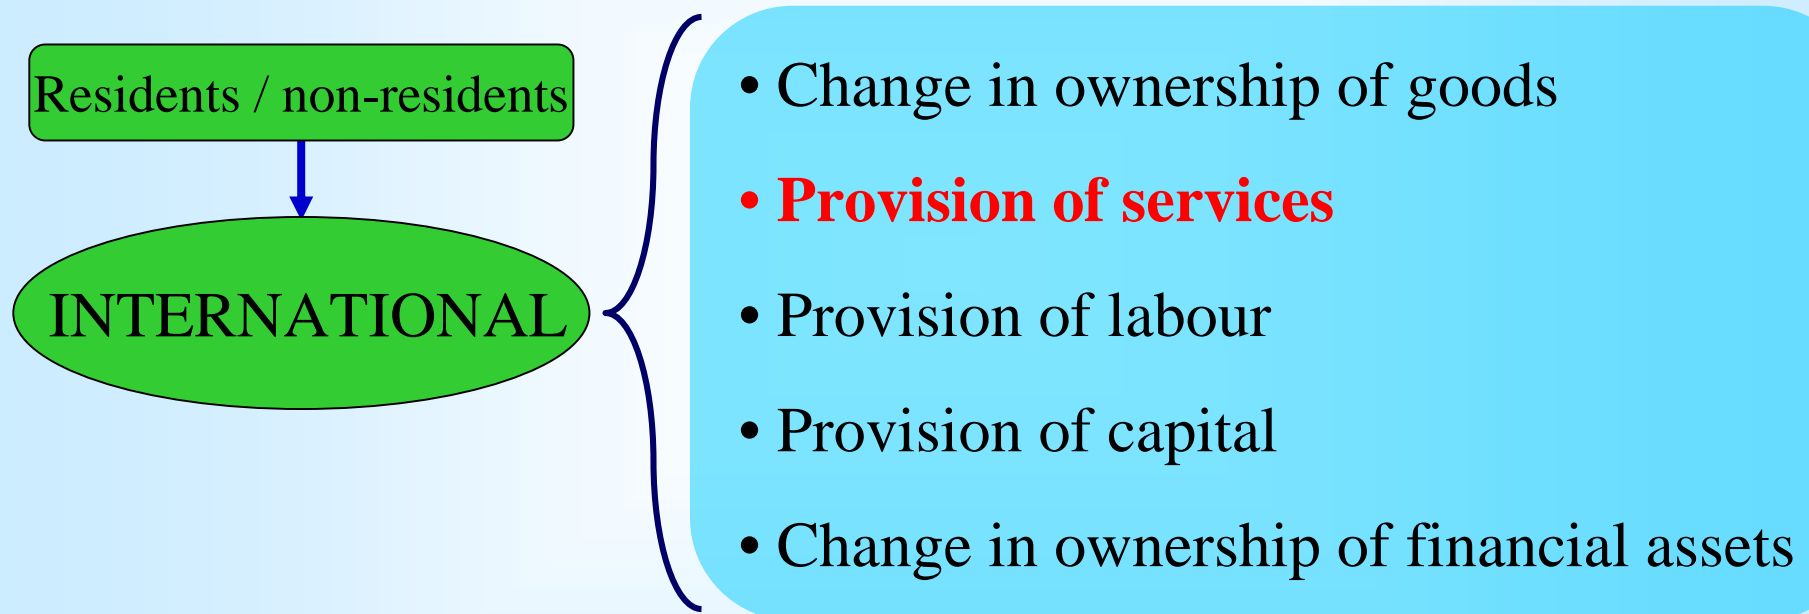 Residents / non-residents
INTERNATIONAL
• Change in ownership of goods
• Provision of services
• Provision of labour
• Provision of capital
• Change in ownership of financial assets